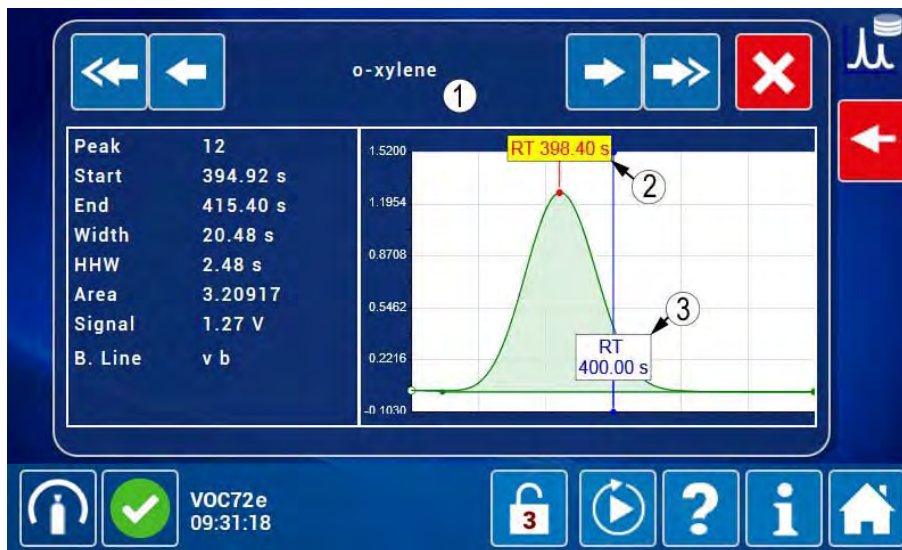 o-xylene
1
Peak 12
Start 394.92 s
End 415.40 s
Width 20.48 s
HHW 2.48 s
Area 3.20917
Signal 1.27 V
B. Line v b
1.5200
1.1954
0.8708
0.5462
0.2216
-0.1030
RT 398.40 s
2
3
RT
400.00 s
VOC72e
09:31:18
3
?
i